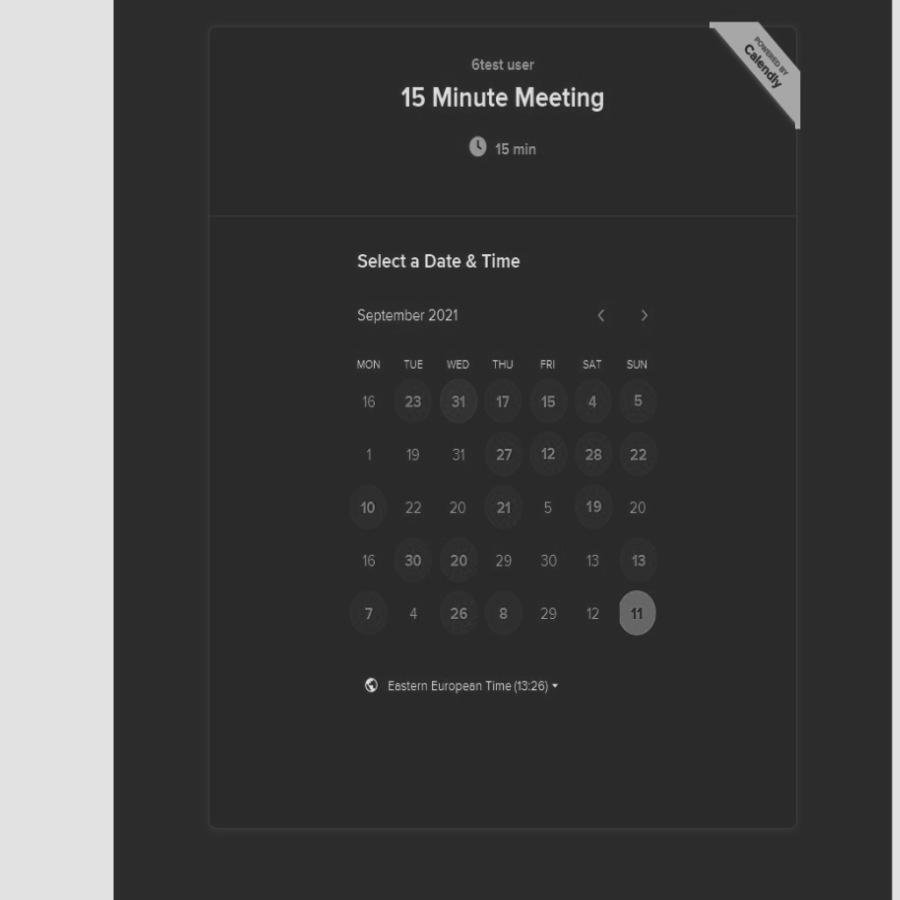 POWERED BY
Calendly
6test user
15 Minute Meeting
15 min
Select a Date & Time
September 2021
MON TUE WED THU FRI SAT SUN
16 23 31 17 15 4 5
1 19 31 27 12 28 22
10 22 20 21 5 19 20
16 30 20 29 30 13 13
7 4 26 8 29 12 11
Eastern European Time (13:26)